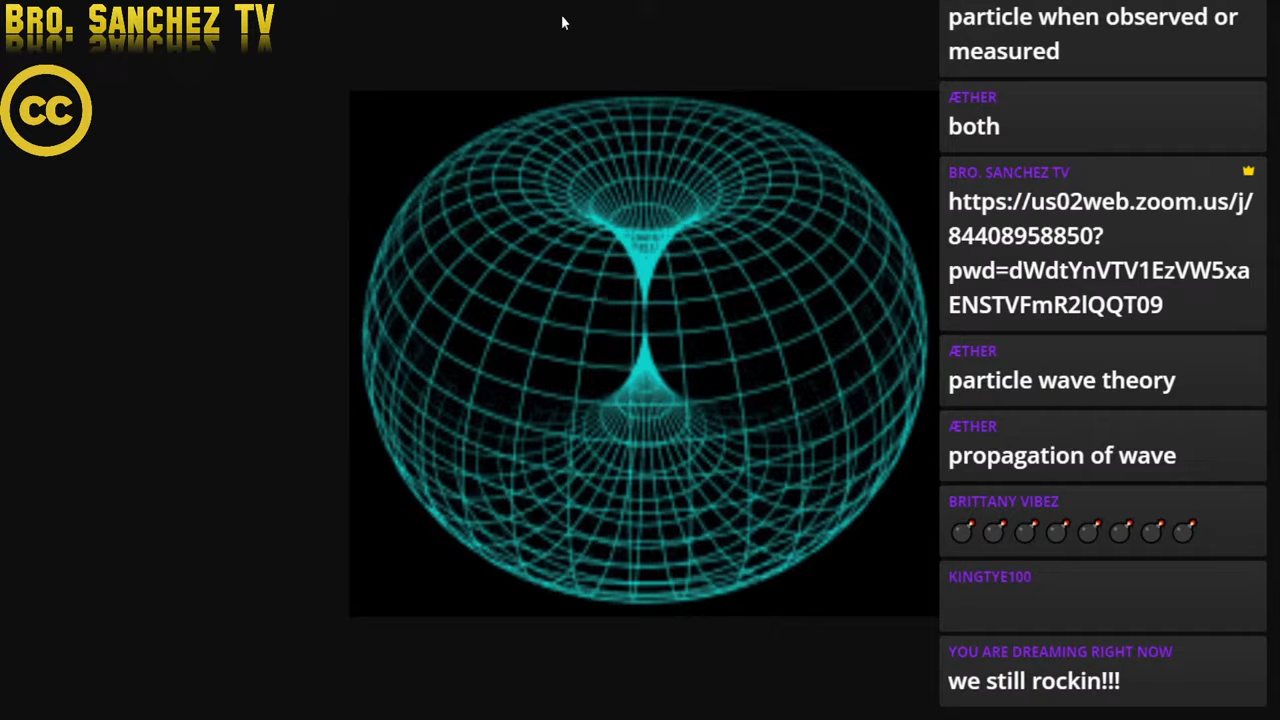 BRO. SANCHEZ TV
CC
particle when observed or
measured
ÆTHER
both
BRO. SANCHEZ TV
https://us02web.zoom.us/j/
84408958850?
pwd=dWdtYnVTV1EzVW5xa
ENSTVFmR2lQQT09
ÆTHER
particle wave theory
ÆTHER
propagation of wave
BRITTANY VIBEZ
💣💣💣💣💣💣💣💣
KINGTYE100
YOU ARE DREAMING RIGHT NOW
we still rockin!!!